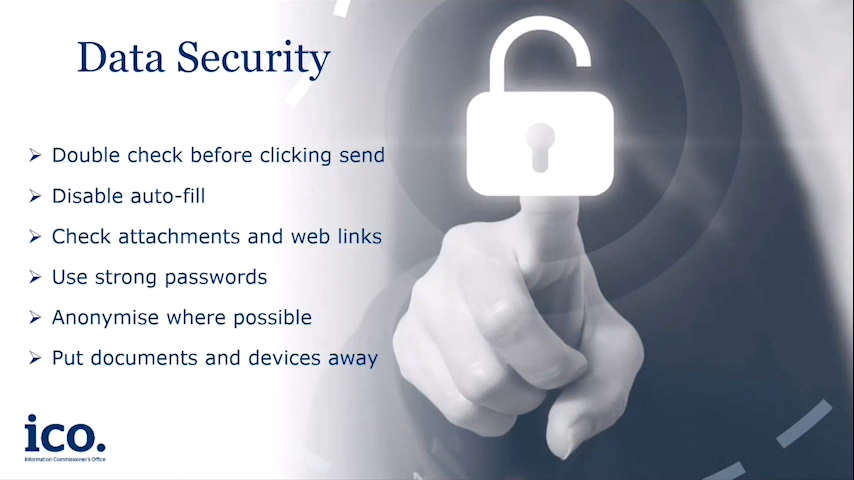 Data Security
Double check before clicking send
Disable auto-fill
Check attachments and web links
Use strong passwords
Anonymise where possible
Put documents and devices away
ico.
Information Commissioner's Office